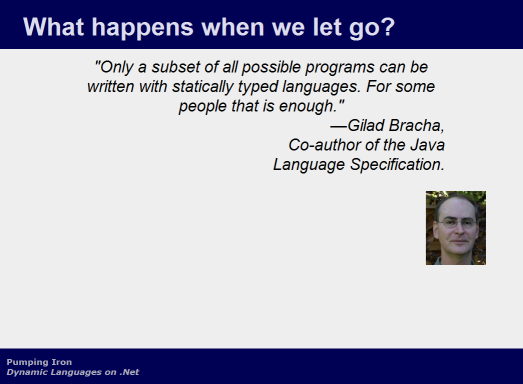 What happens when we let go?
"Only a subset of all possible programs can be
written with statically typed languages. For some
people that is enough."
—Gilad Bracha,
Co-author of the Java
Language Specification.
Pumping Iron
Dynamic Languages on .Net